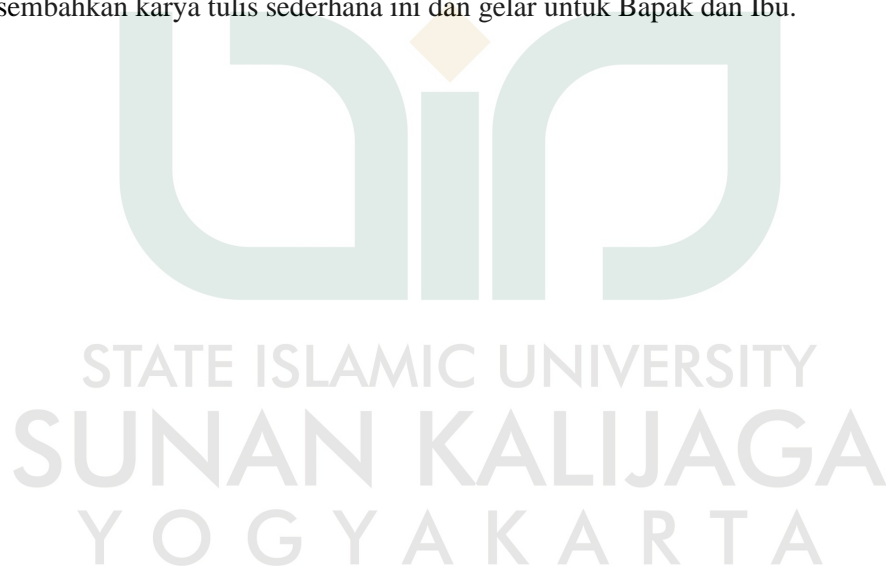 sembahkan karya tulis sederhana ini dan gelar untuk Bapak dan Ibu.
STATE ISLAMIC UNIVERSITY
SUNAN KALIJAGA
YOGYAKARTA